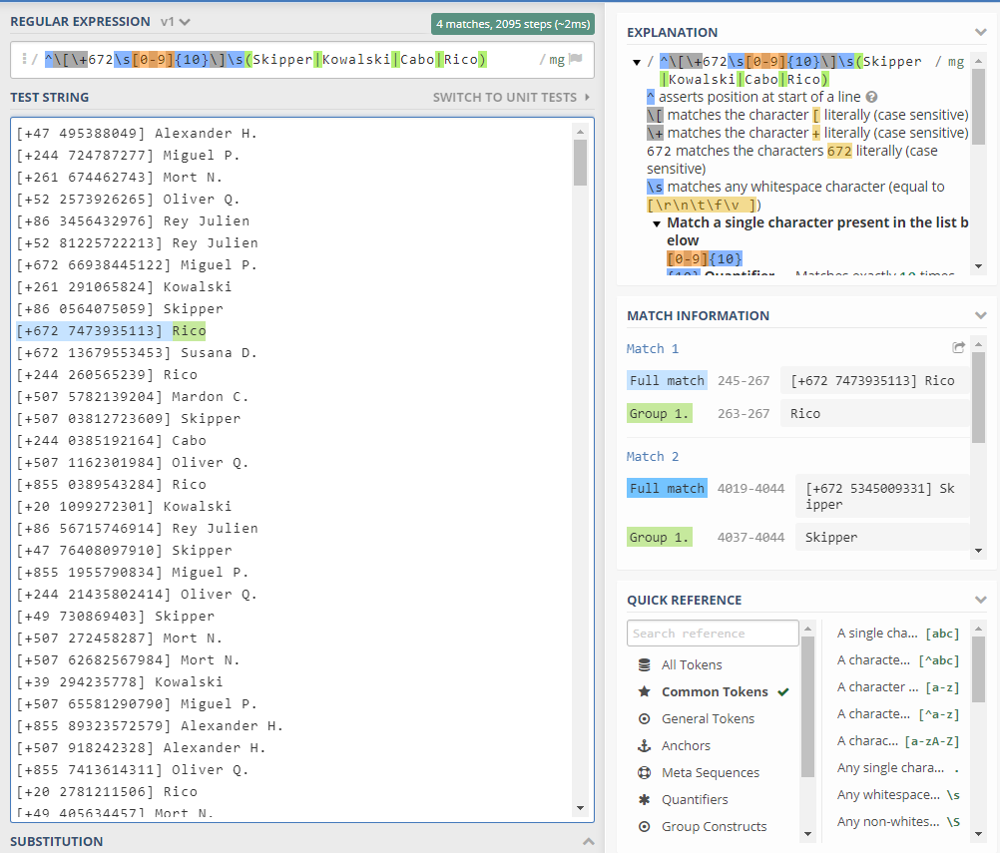 REGULAR EXPRESSION v1
4 matches, 2095 steps (~2ms)
/ ^\[\+672\s[0-9]{10}\]\s(Skipper|Kowalski|Cabo|Rico) / mg
TEST STRING
SWITCH TO UNIT TESTS
[+47 495388049] Alexander H.
[+244 724787277] Miguel P.
[+261 674462743] Mort N.
[+52 2573926265] Oliver Q.
[+86 3456432976] Rey Julien
[+52 81225722213] Rey Julien
[+672 66938445122] Miguel P.
[+261 291065824] Kowalski
[+86 0564075059] Skipper
[+672 7473935113] Rico
[+672 13679553453] Susana D.
[+244 260565239] Rico
[+507 5782139204] Mardon C.
[+507 03812723609] Skipper
[+244 0385192164] Cabo
[+507 1162301984] Oliver Q.
[+855 0389543284] Rico
[+20 1099272301] Kowalski
[+86 56715746914] Rey Julien
[+47 76408097910] Skipper
[+855 1955790834] Miguel P.
[+244 21435802414] Oliver Q.
[+49 730869403] Skipper
[+507 272458287] Mort N.
[+507 62682567984] Mort N.
[+39 294235778] Kowalski
[+507 65581290790] Miguel P.
[+855 89323572579] Alexander H.
[+507 918242328] Alexander H.
[+855 7413614311] Oliver Q.
[+20 2781211506] Rico
[+49 405634457] Mort N.
SUBSTITUTION
EXPLANATION
/ ^\[\+672\s[0-9]{10}\]\s(Skipper / mg
|Kowalski|Cabo|Rico)
^ asserts position at start of a line
\[ matches the character [ literally (case sensitive)
\+ matches the character + literally (case sensitive)
672 matches the characters 672 literally (case
sensitive)
\s matches any whitespace character (equal to
[\r\n\t\f\v ])
Match a single character present in the list b
elow
[0-9]{10}
{10} Quantifier — Matches exactly 10 times
MATCH INFORMATION
Match 1
Full match 245-267 [+672 7473935113] Rico
Group 1. 263-267 Rico
Match 2
Full match 4019-4044 [+672 5345009331] Sk
ipper
Group 1. 4037-4044 Skipper
QUICK REFERENCE
Search reference
All Tokens
Common Tokens
General Tokens
Anchors
Meta Sequences
Quantifiers
Group Constructs
A single cha... [abc]
A characte... [^abc]
A character ... [a-z]
A characte... [^a-z]
A charac... [a-zA-Z]
Any single chara... .
Any whitespace... \s
Any non-whites... \S